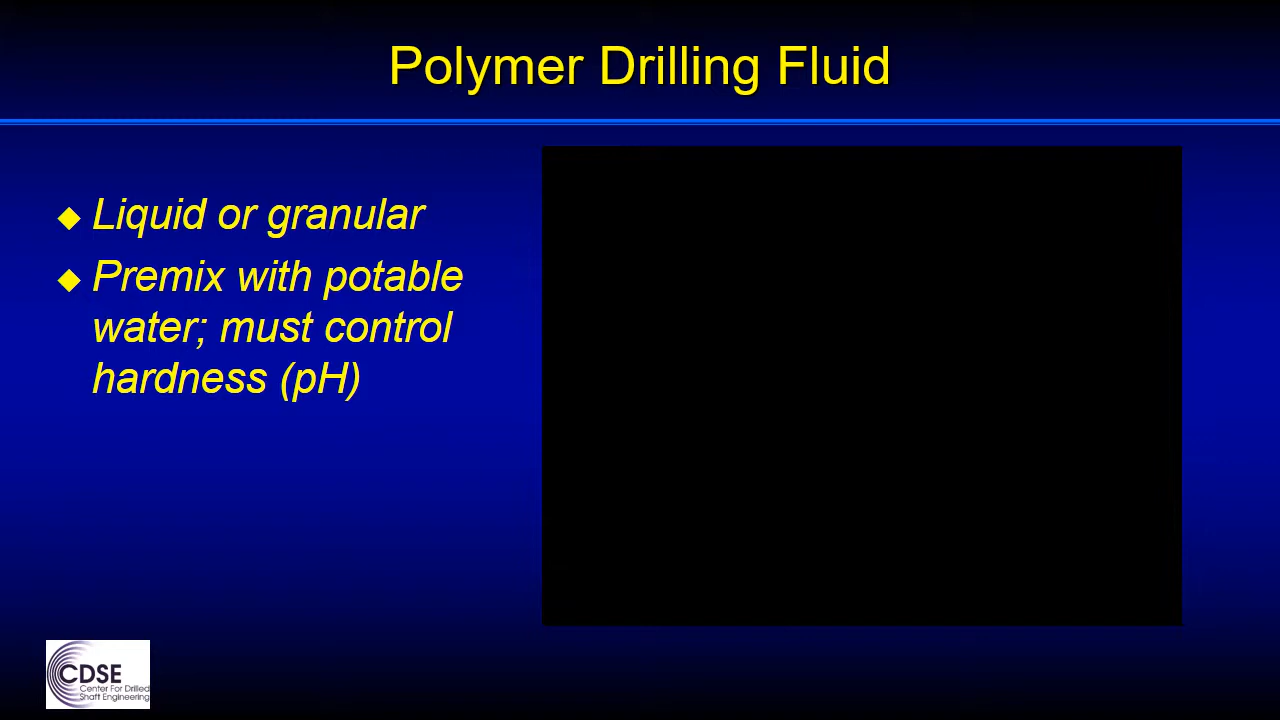 Polymer Drilling Fluid
Liquid or granular
Premix with potable
water; must control
hardness (pH)
CDSE
Center For Drilled
Shaft Engineering